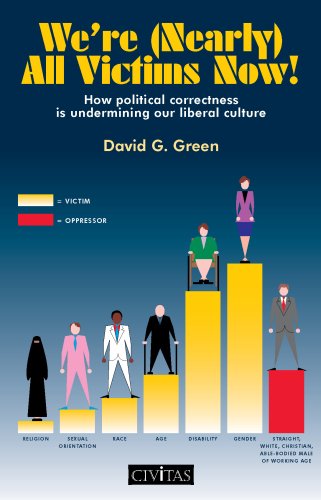 We're (Nearly)
All Victims Now!
How political correctness
is undermining our liberal culture
David G. Green
= VICTIM
= OPPRESSOR
RELIGION
SEXUAL
ORIENTATION
RACE
AGE
DISABILITY
GENDER
STRAIGHT,
WHITE, CHRISTIAN,
ABLE-BODIED MALE
OF WORKING AGE
CIVITAS